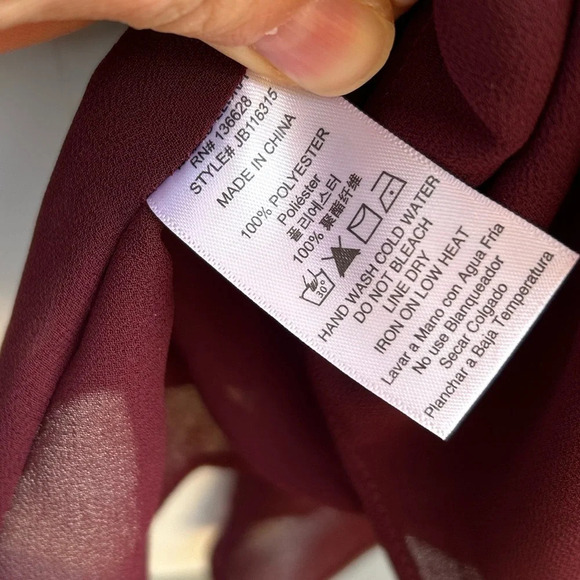 RN# 136628
STYLE# JB116315
MADE IN CHINA
100% POLYESTER
Poliéster
폴리에스터
100% 聚酯纤维
30°
HAND WASH COLD WATER
DO NOT BLEACH
LINE DRY
IRON ON LOW HEAT
Lavar a Mano con Agua Fria
No use Blanqueador
Secar Colgado
Planchar a Baja Temperatura